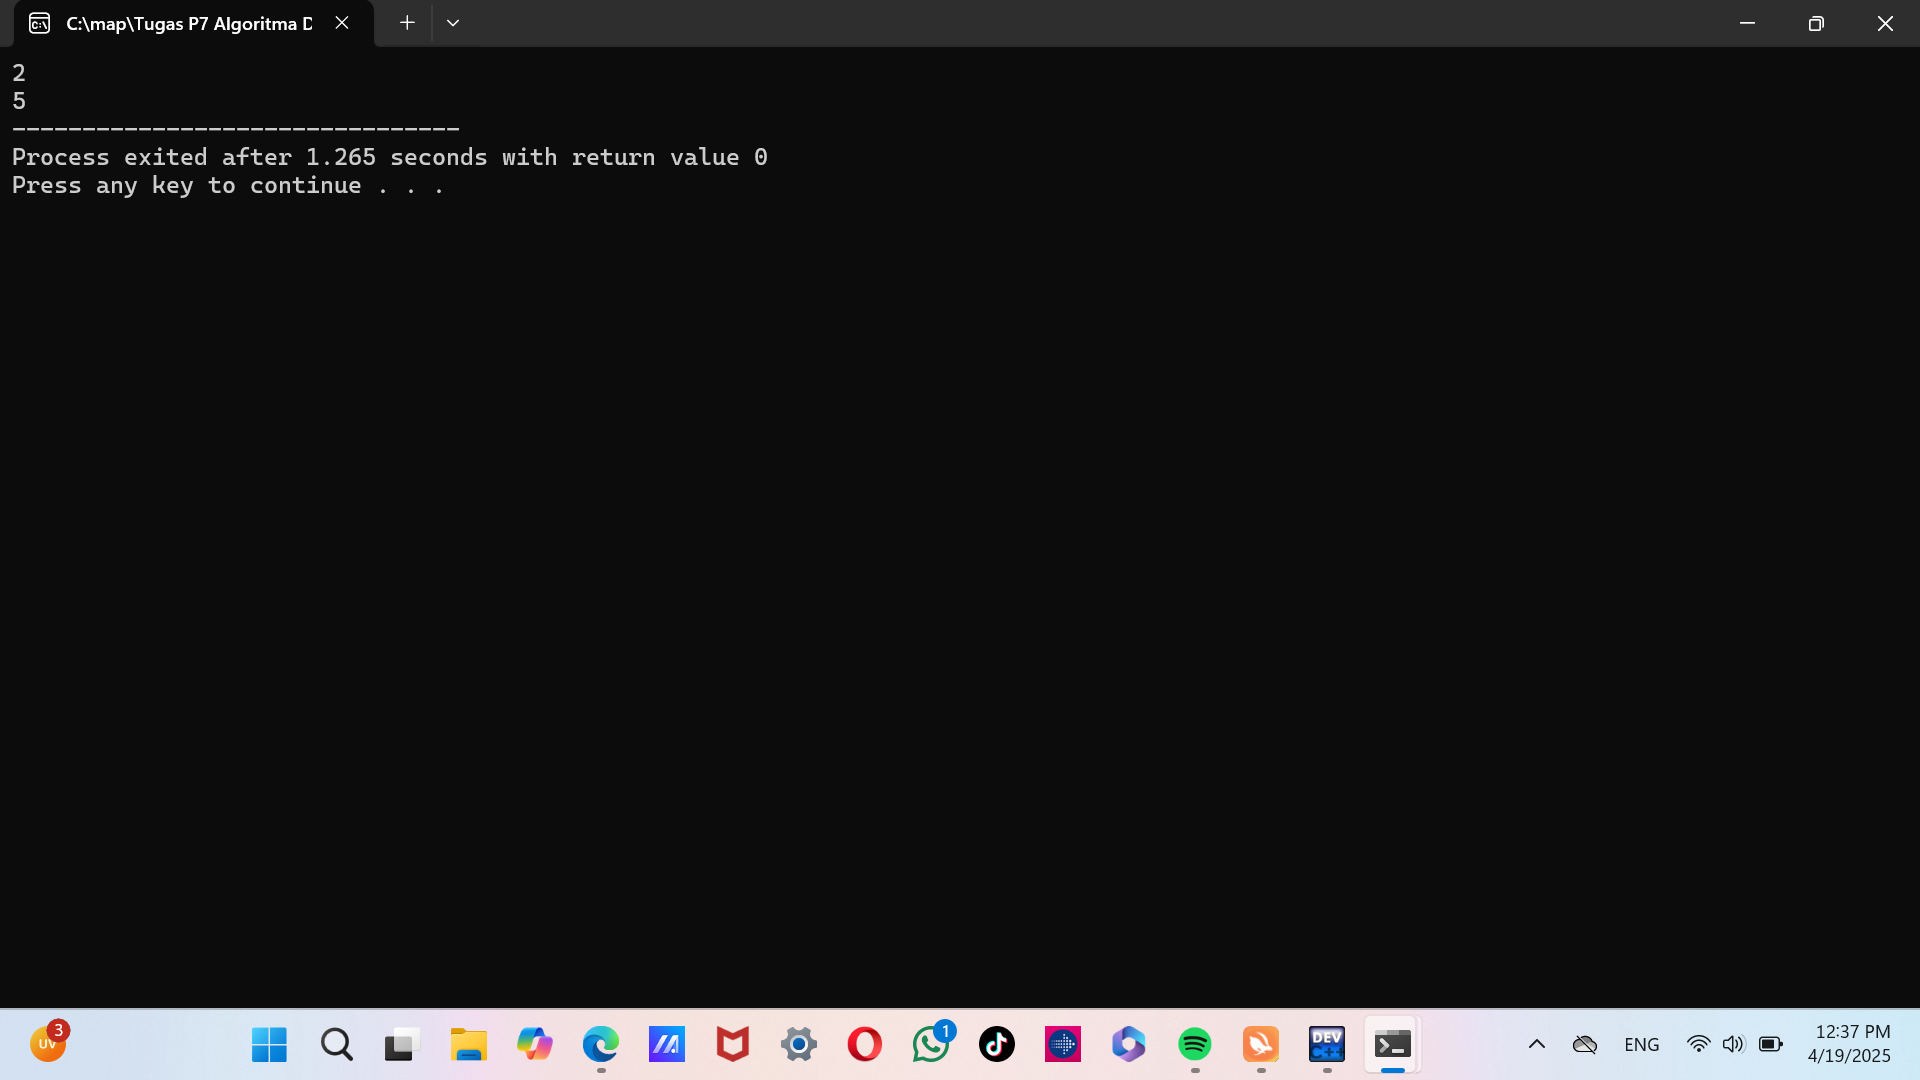 C:\map\Tugas P7 Algoritma D
2
5
--------------------------------
Process exited after 1.265 seconds with return value 0
Press any key to continue . . .
3
UV
1
DEV
C++
ENG
12:37 PM
4/19/2025